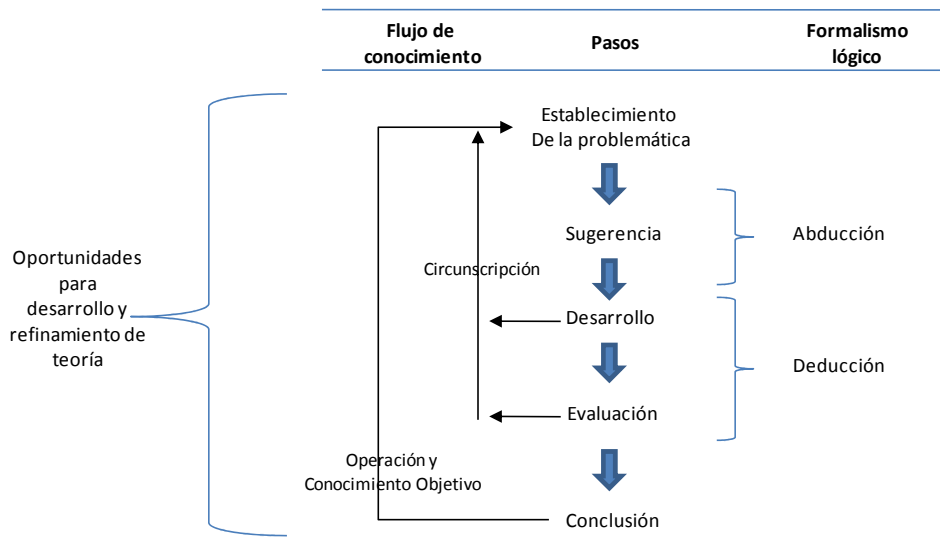 Flujo de
conocimiento
Pasos
Formalismo
lógico
Establecimiento
De la problemática
Sugerencia
Abducción
Circunscripción
Oportunidades
para
desarrollo y
refinamiento de
teoría
Desarrollo
Deducción
Evaluación
Operación y
Conocimiento Objetivo
Conclusión